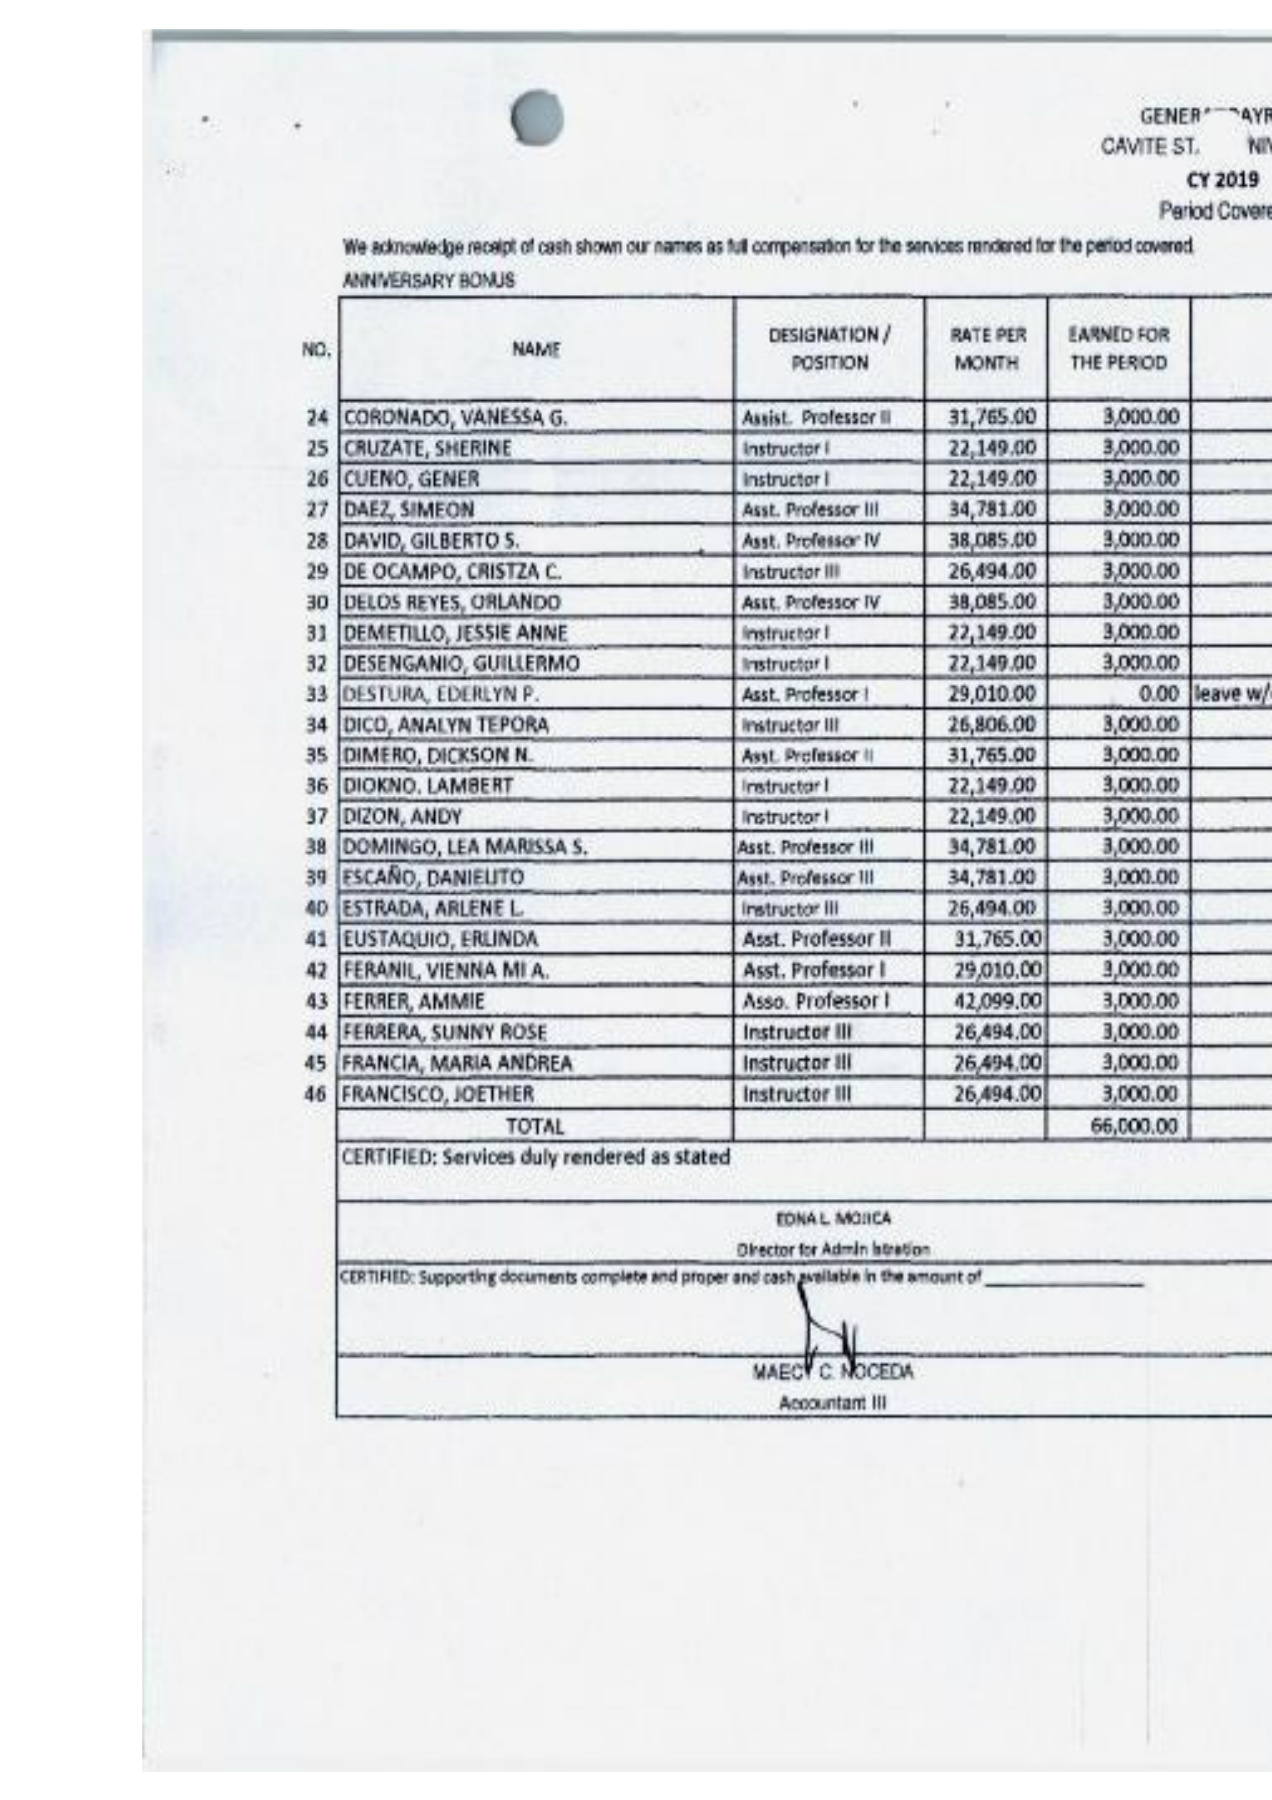 GENER AYR
CAVITE ST. NIV
CY 2019
Period Covere
We acknowledge receipt of cash shown our names as full compensation for the services rendered for the period covered.
ANNIVERSARY BONUS
NO. NAME DESIGNATION / POSITION RATE PER MONTH EARNED FOR THE PERIOD
24 CORONADO, VANESSA G. Assist. Professor II 31,765.00 3,000.00
25 CRUZATE, SHERINE Instructor I 22,149.00 3,000.00
26 CUENO, GENER Instructor I 22,149.00 3,000.00
27 DAEZ, SIMEON Asst. Professor III 34,781.00 3,000.00
28 DAVID, GILBERTO S. Asst. Professor IV 38,085.00 3,000.00
29 DE OCAMPO, CRISTZA C. Instructor III 26,494.00 3,000.00
30 DELOS REYES, ORLANDO Asst. Professor IV 38,085.00 3,000.00
31 DEMETILLO, JESSIE ANNE Instructor I 22,149.00 3,000.00
32 DESENGANIO, GUILLERMO Instructor I 22,149.00 3,000.00
33 DESTURA, EDERLYN P. Asst. Professor I 29,010.00 0.00 leave w/
34 DICO, ANALYN TEPORA Instructor III 26,806.00 3,000.00
35 DIMERO, DICKSON N. Asst. Professor II 31,765.00 3,000.00
36 DIOKNO. LAMBERT Instructor I 22,149.00 3,000.00
37 DIZON, ANDY Instructor I 22,149.00 3,000.00
38 DOMINGO, LEA MARISSA S. Asst. Professor III 34,781.00 3,000.00
39 ESCAÑO, DANIELITO Asst. Professor III 34,781.00 3,000.00
40 ESTRADA, ARLENE L. Instructor III 26,494.00 3,000.00
41 EUSTAQUIO, ERLINDA Asst. Professor II 31,765.00 3,000.00
42 FERANIL, VIENNA MI A. Asst. Professor I 29,010.00 3,000.00
43 FERRER, AMMIE Asso. Professor I 42,099.00 3,000.00
44 FERRERA, SUNNY ROSE Instructor III 26,494.00 3,000.00
45 FRANCIA, MARIA ANDREA Instructor III 26,494.00 3,000.00
46 FRANCISCO, JOETHER Instructor III 26,494.00 3,000.00
TOTAL 66,000.00
CERTIFIED: Services duly rendered as stated
EDNA L. MOJICA
Director for Administration
CERTIFIED: Supporting documents complete and proper and cash available in the amount of
C. NOCEDA
Accountant III